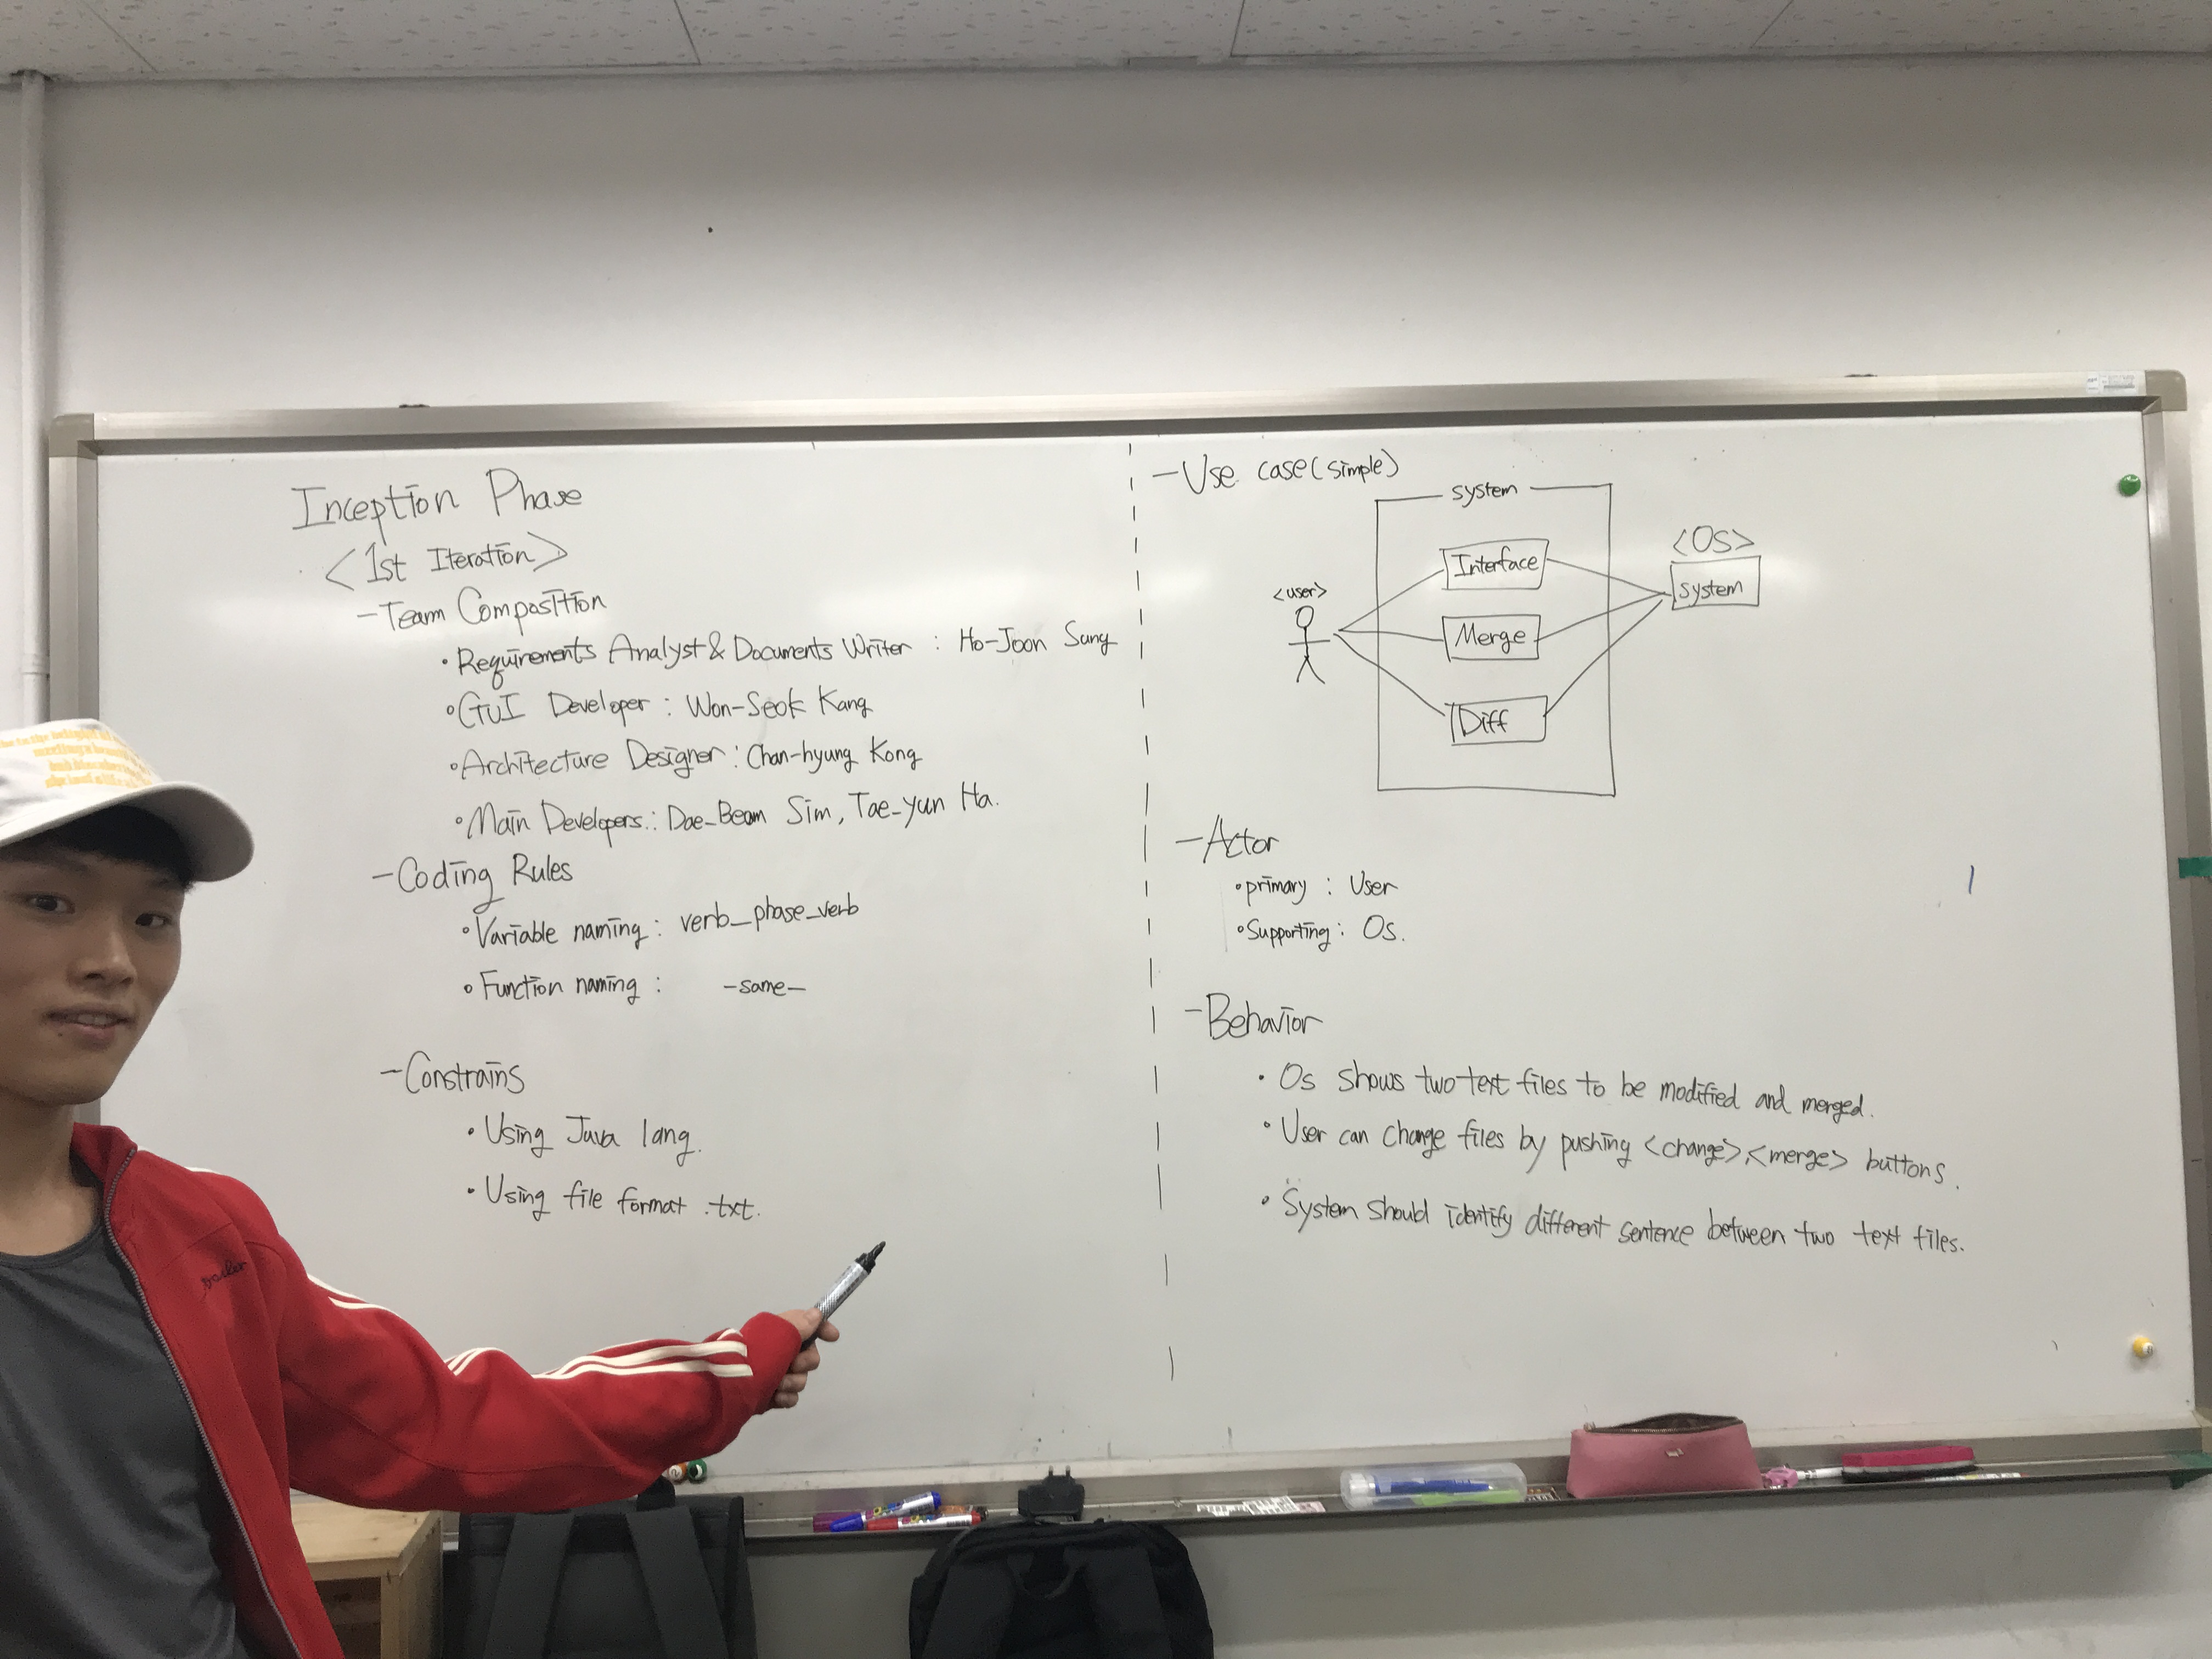 Inception Phase
<1st Iteration>
-Team Composition
• Requirements Analyst & Documents Writer : Ho-Joon Sung
• GUI Developer : Won-Seok Kang
• Architecture Designer : Chan-hyung Kong
• Main Developers : Dae-Beom Sim, Tae-yun Ha.
-Coding Rules
• Variable naming : verb_phase_verb
• Function naming : -same-
-Constrains
• Using Java lang.
• Using file format .txt.
-Use case(simple)
system
<user>
Interface
Merge
Diff
<Os>
system
-Actor
• primary : User
• Supporting : Os.
-Behavior
• Os shows two text files to be modified and merged.
• User can change files by pushing <change>,<merge> buttons.
• System should identify different sentence between two text files.